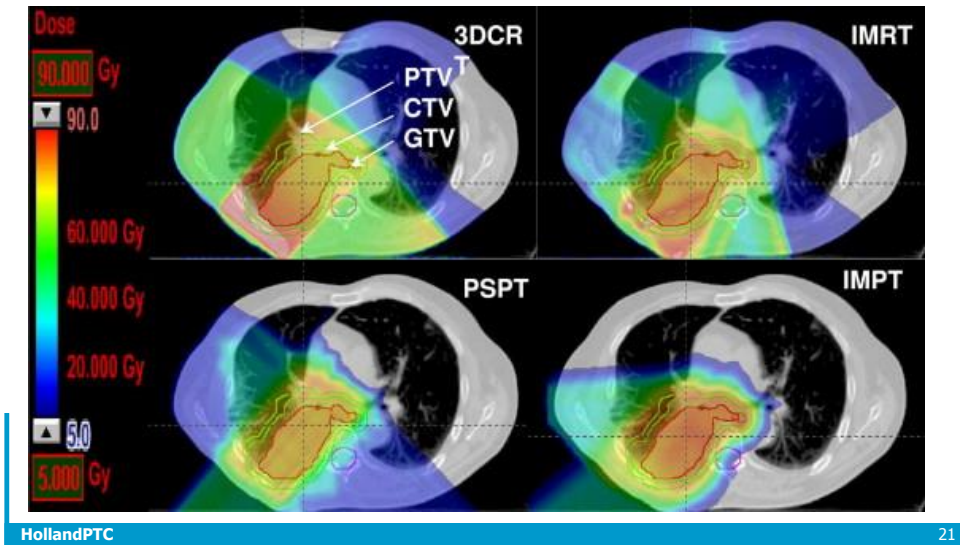 Dose
90.000 Gy
90.0
60.000 Gy
40.000 Gy
20.000 Gy
5.0
5.000 Gy
3DCR
T
PTV
CTV
GTV
IMRT
PSPT
IMPT
HollandPTC
21